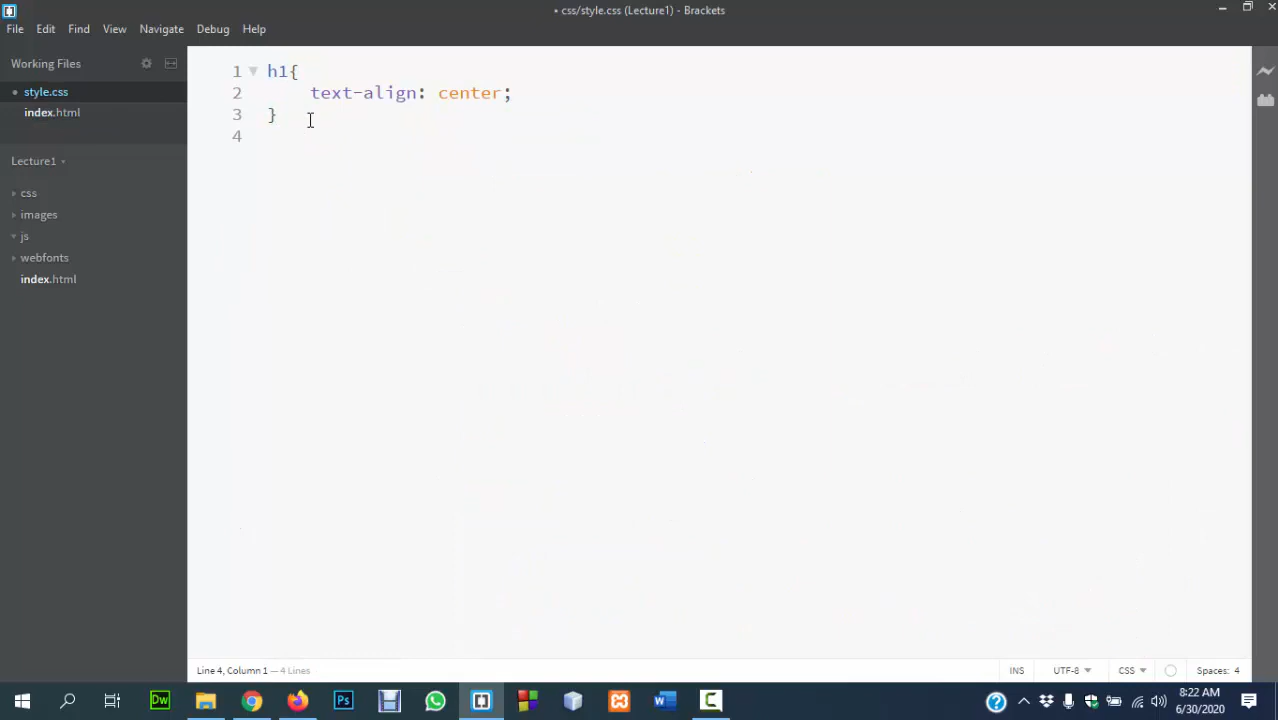 • css/style.css (Lecture1) - Brackets
File Edit Find View Navigate Debug Help
Working Files
style.css
index.html
Lecture1
css
images
js
webfonts
index.html
1 h1{
2 text-align: center;
3 }
4
Line 4, Column 1 — 4 Lines
INS UTF-8 CSS Spaces: 4
Dw Ps W C
8:22 AM
6/30/2020